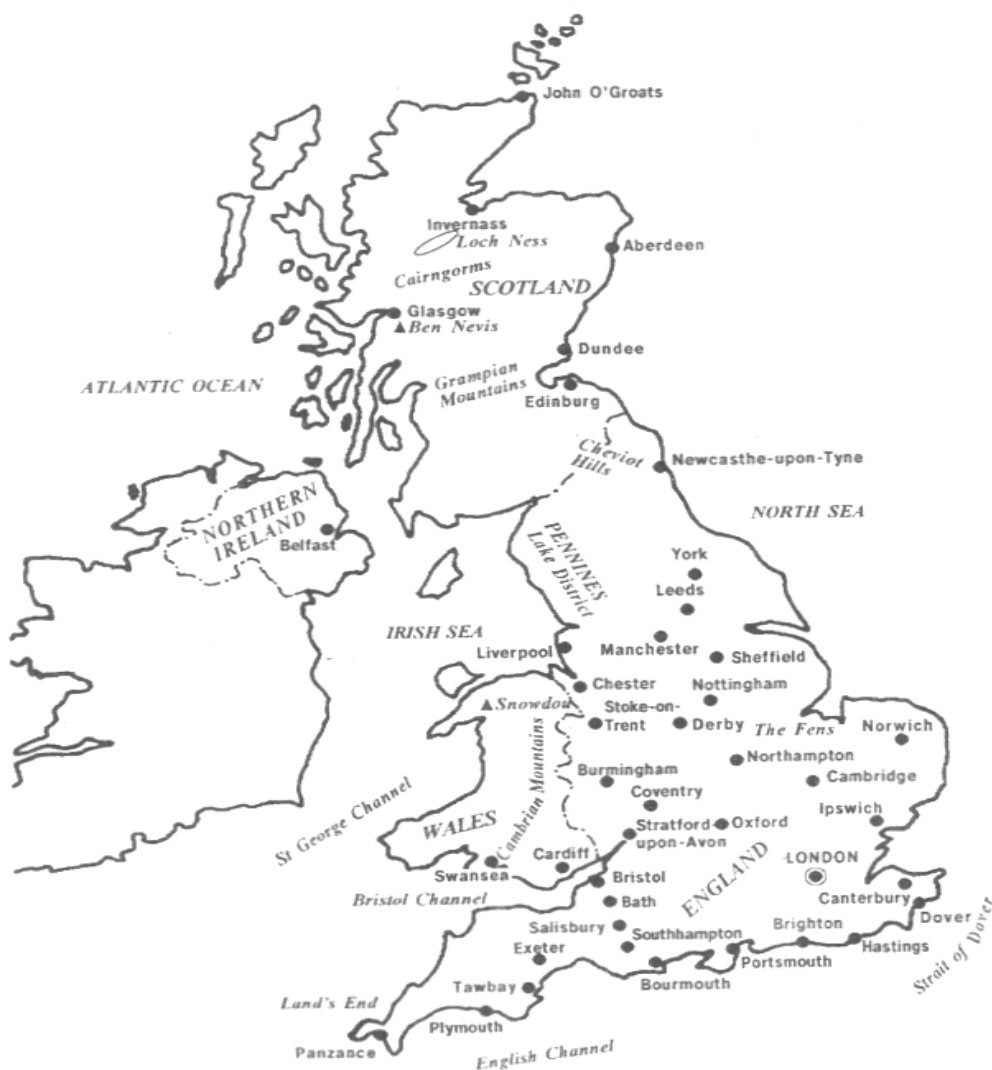 John O'Groats
Invernass
Loch Ness
Aberdeen
Cairngorms
SCOTLAND
Glasgow
Ben Nevis
Dundee
ATLANTIC OCEAN
Grampian
Mountains
Edinburg
Cheviot
Hills
Newcasthe-upon-Tyne
NORTHERN
IRELAND
Belfast
NORTH SEA
PENNINES
Lake District
York
Leeds
IRISH SEA
Liverpool
Manchester
Sheffield
Chester
Nottingham
Snowdou
Stoke-on-
Trent
Derby
The Fens
Norwich
Northampton
Burmingham
Cambridge
Coventry
Cambrian Mountains
St George Channel
Ipswich
WALES
Stratford
upon-Avon
Oxford
LONDON
ENGLAND
Swansea
Cardiff
Bristol
Canterbury
Bristol Channel
Bath
Dover
Salisbury
Southhampton
Brighton
Hastings
Strait of Dover
Exeter
Portsmouth
Bourmouth
Tawbay
Land's End
Plymouth
Panzance
English Channel